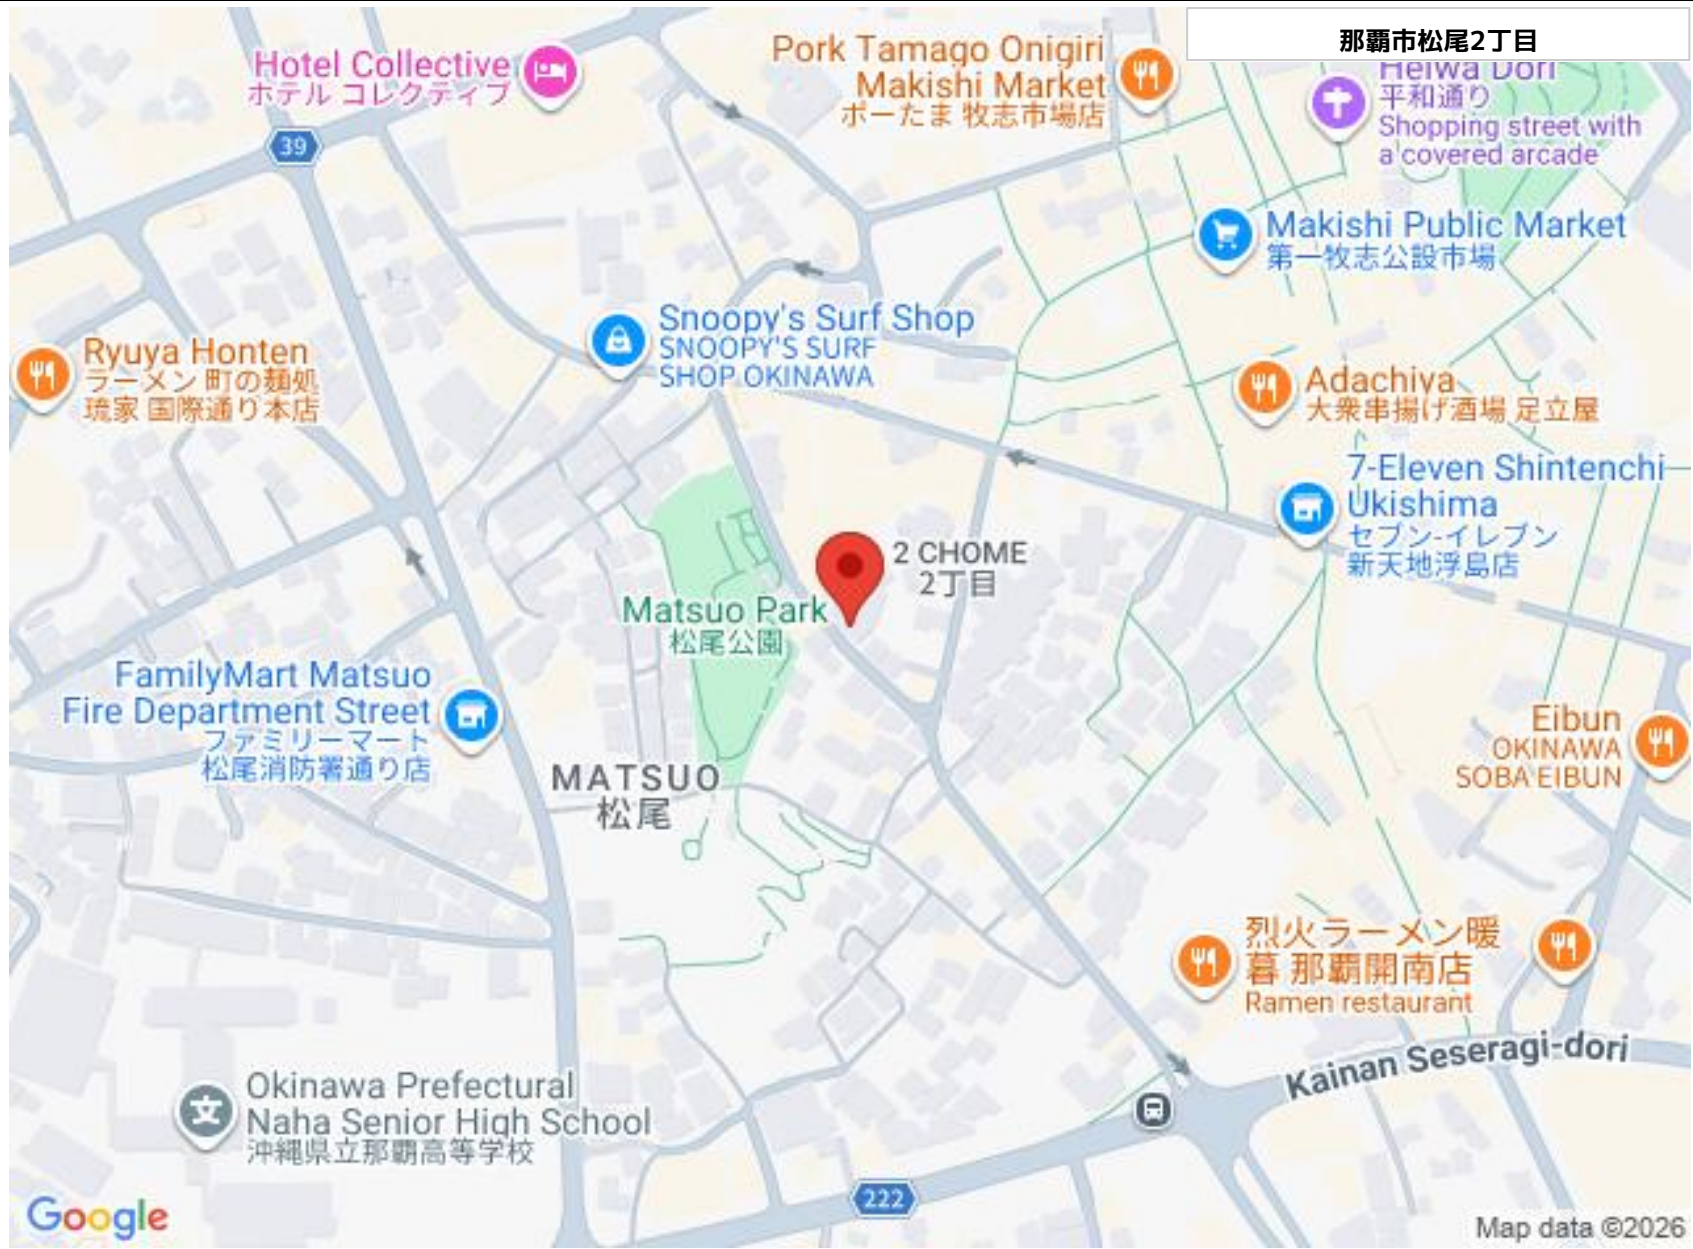 那覇市松尾2丁目
Hotel Collective
ホテル コレクティブ
Pork Tamago Onigiri
Makishi Market
ポーたま 牧志市場店
Heiwa Dori
平和通り
Shopping street with
a covered arcade
39
Makishi Public Market
第一牧志公設市場
Snoopy's Surf Shop
SNOOPY'S SURF
SHOP OKINAWA
Ryuya Honten
ラーメン 町の麺処
琉家 国際通り本店
Adachiya
大衆串揚げ酒場 足立屋
7-Eleven Shintenchi
Ukishima
セブン-イレブン
新天地浮島店
2 CHOME
2丁目
Matsuo Park
松尾公園
FamilyMart Matsuo
Fire Department Street
ファミリーマート
松尾消防署通り店
MATSUO
松尾
Eibun
OKINAWA
SOBA EIBUN
烈火ラーメン暖
暮 那覇開南店
Ramen restaurant
Kainan Seseragi-dori
Okinawa Prefectural
Naha Senior High School
沖縄県立那覇高等学校
文
222
Google
Map data ©2026